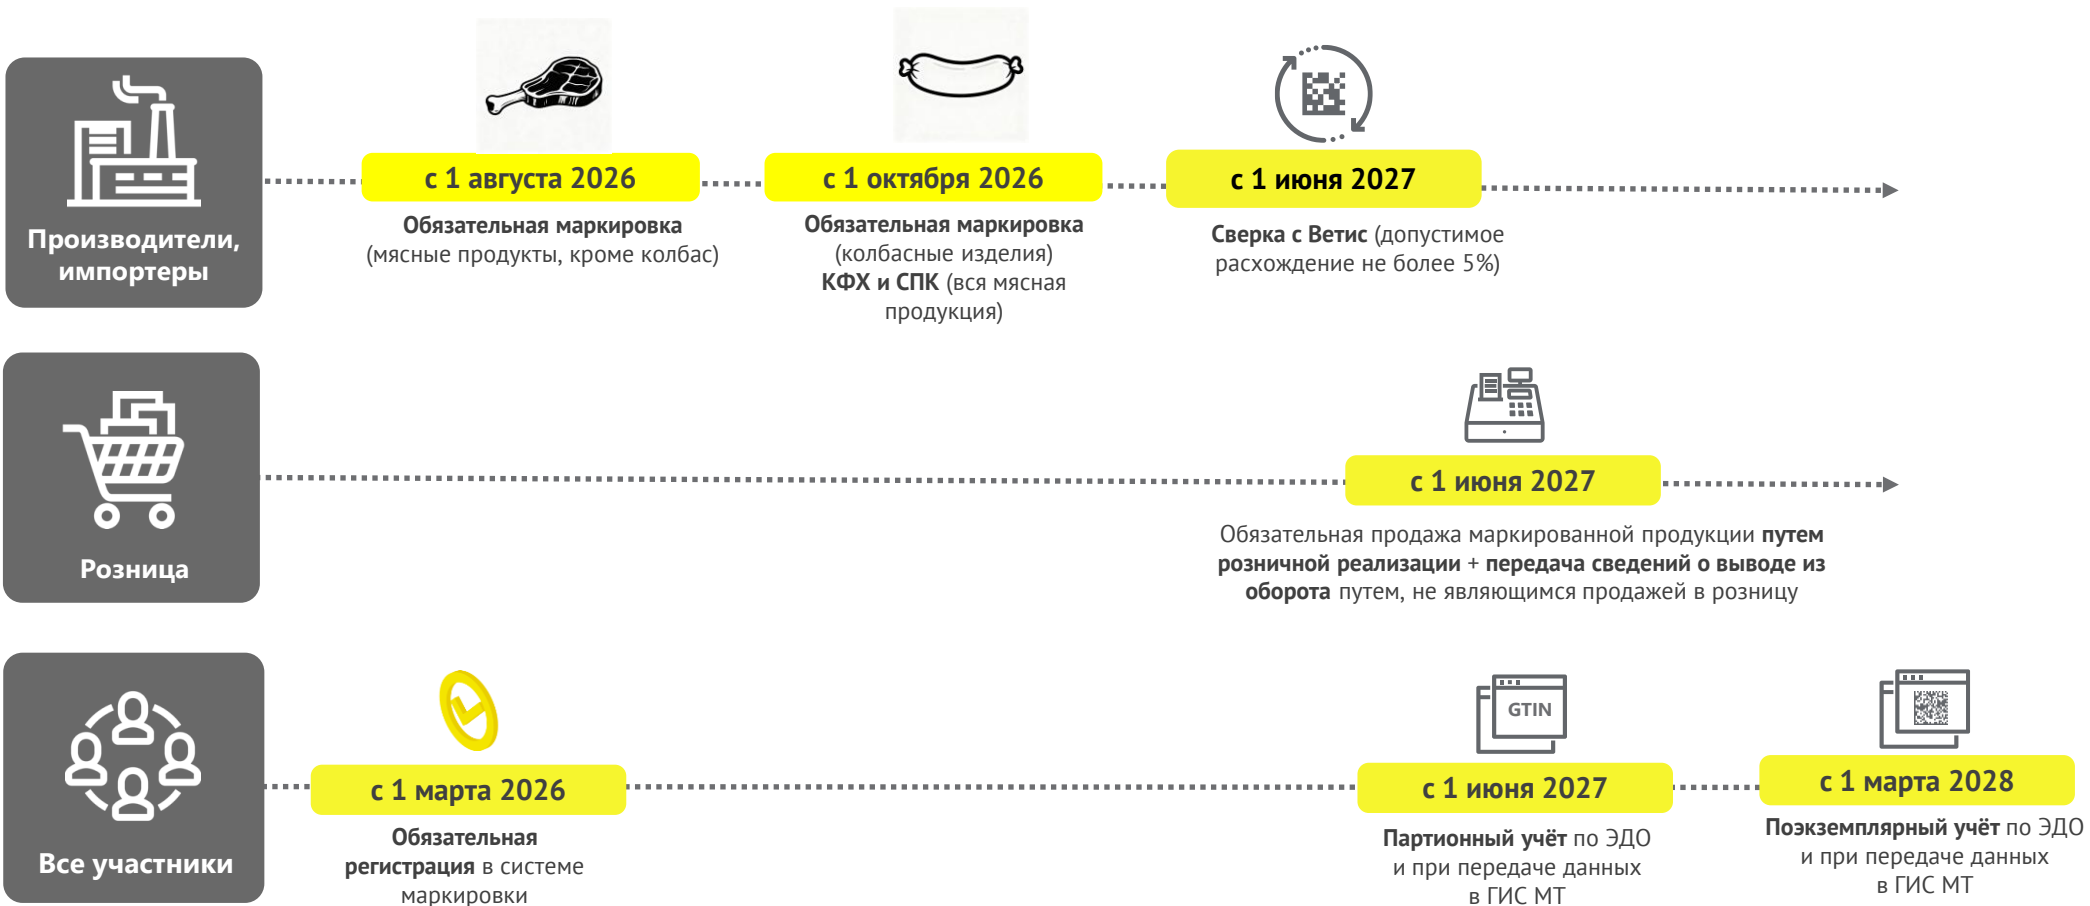 Производители,
импортеры
с 1 августа 2026
Обязательная маркировка
(мясные продукты, кроме колбас)
с 1 октября 2026
Обязательная маркировка
(колбасные изделия)
КФХ и СПК (вся мясная
продукция)
с 1 июня 2027
Сверка с Ветис (допустимое
расхождение не более 5%)
Розница
с 1 июня 2027
Обязательная продажа маркированной продукции путем
розничной реализации + передача сведений о выводе из
оборота путем, не являющимся продажей в розницу
Все участники
с 1 марта 2026
Обязательная
регистрация в системе
маркировки
GTIN
с 1 июня 2027
Партионный учёт по ЭДО
и при передаче данных
в ГИС МТ
с 1 марта 2028
Поэкземплярный учёт по ЭДО
и при передаче данных
в ГИС МТ